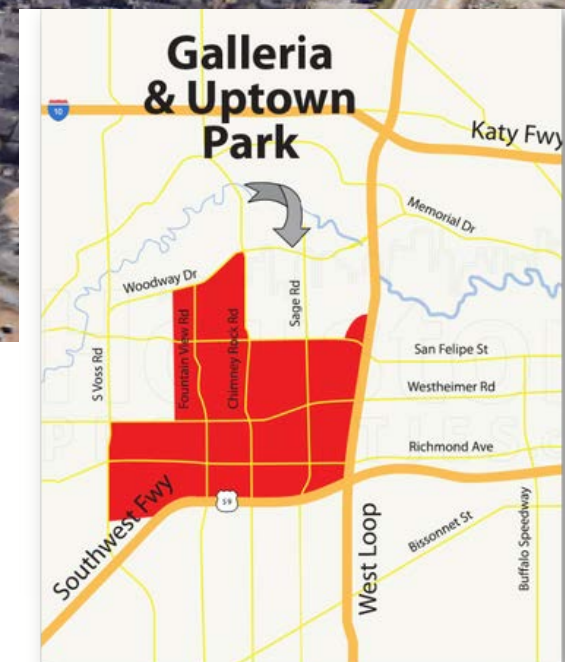 Galleria
& Uptown
Park
10
Katy Fwy
Memorial Dr
Woodway Dr
Sage Rd
Fountain View Rd
Chimney Rock Rd
S Voss Rd
San Felipe St
Westheimer Rd
Richmond Ave
59
Southwest Fwy
West Loop
Bissonnet St
Buffalo Speedway